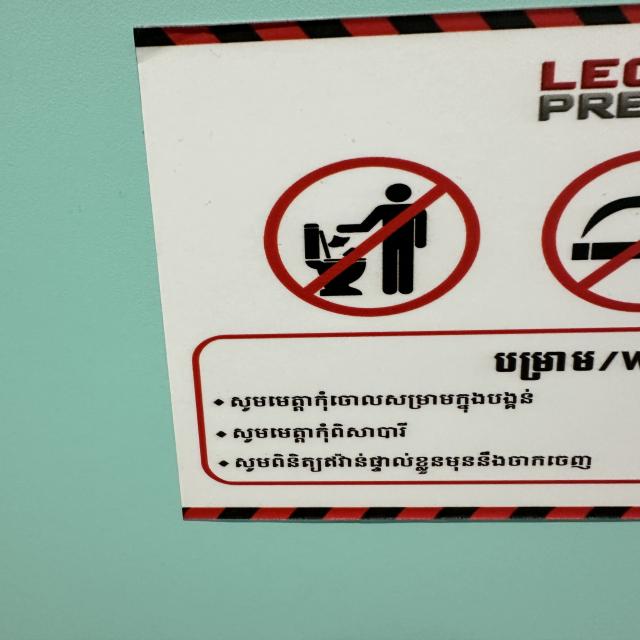 LEG
PRE
បម្រាម/W
• សូមមេត្តាកុំចោលសម្រាមក្នុងបង្គន់
• សូមមេត្តាកុំពិសាបារី
• សូមពិនិត្យឥវ៉ាន់ផ្ទាល់ខ្លួនមុននឹងចាកចេញ